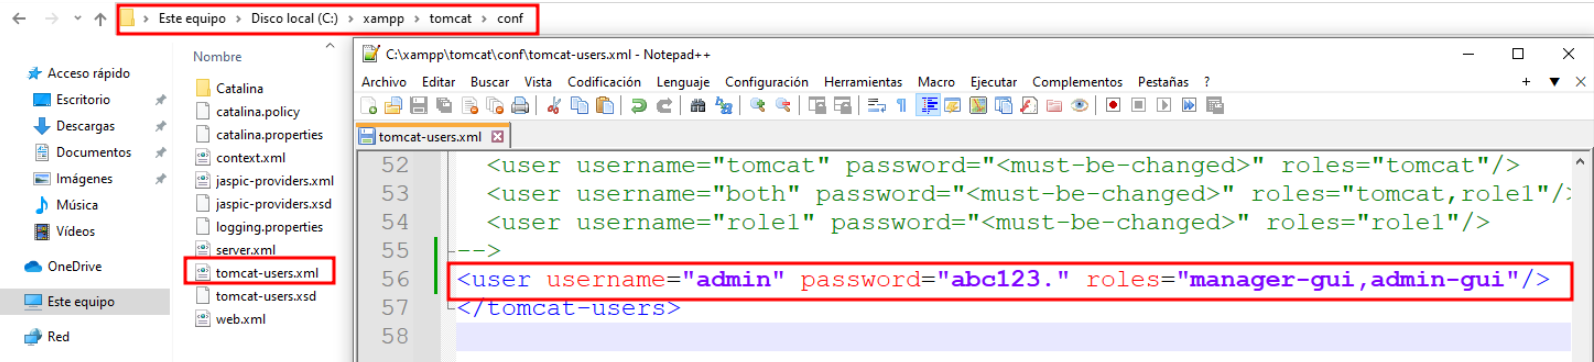 Este equipo > Disco local (C:) > xampp > tomcat > conf
Nombre
Acceso rápido
Escritorio
Descargas
Documentos
Imágenes
Música
Vídeos
OneDrive
Este equipo
Red
Catalina
catalina.policy
catalina.properties
context.xml
jaspic-providers.xml
jaspic-providers.xsd
logging.properties
server.xml
tomcat-users.xml
tomcat-users.xsd
web.xml
C:\xampp\tomcat\conf\tomcat-users.xml - Notepad++
Archivo Editar Buscar Vista Codificación Lenguaje Configuración Herramientas Macro Ejecutar Complementos Pestañas ?
tomcat-users.xml
52 <user username="tomcat" password="<must-be-changed>" roles="tomcat"/>
53 <user username="both" password="<must-be-changed>" roles="tomcat,role1"/>
54 <user username="role1" password="<must-be-changed>" roles="role1"/>
55 -->
56 <user username="admin" password="abc123." roles="manager-gui,admin-gui"/>
57 </tomcat-users>
58